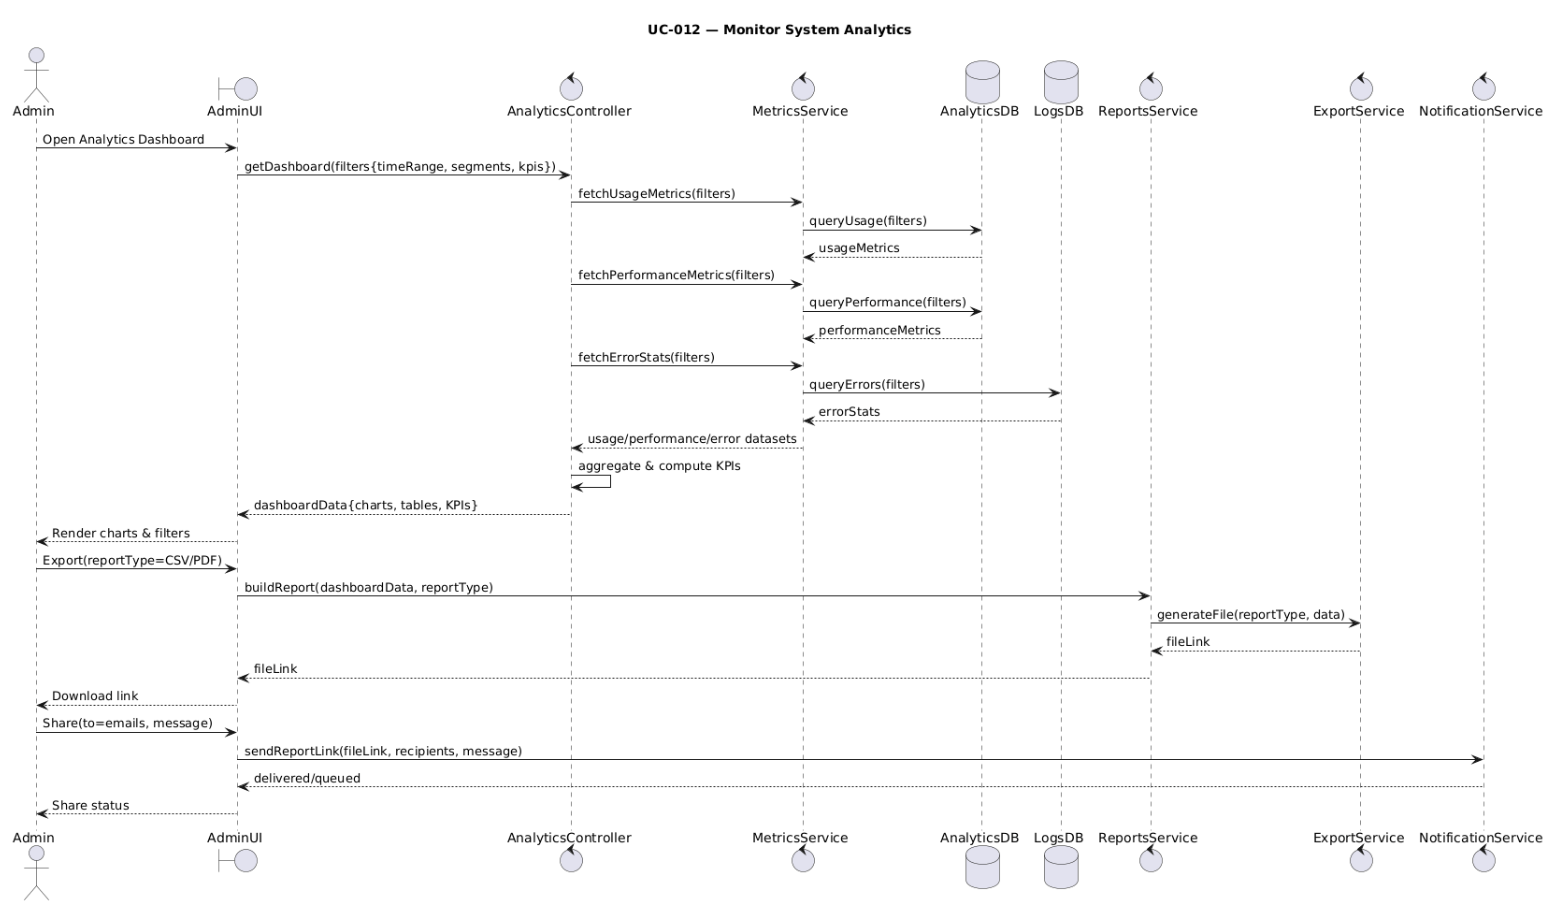 UC-012 — Monitor System Analytics
Admin
AdminUI
AnalyticsController
MetricsService
AnalyticsDB
LogsDB
ReportsService
ExportService
NotificationService
Open Analytics Dashboard
getDashboard(filters{timeRange, segments, kpis})
fetchUsageMetrics(filters)
queryUsage(filters)
usageMetrics
fetchPerformanceMetrics(filters)
queryPerformance(filters)
performanceMetrics
fetchErrorStats(filters)
queryErrors(filters)
errorStats
usage/performance/error datasets
aggregate & compute KPIs
dashboardData{charts, tables, KPIs}
Render charts & filters
Export(reportType=CSV/PDF)
buildReport(dashboardData, reportType)
generateFile(reportType, data)
fileLink
fileLink
Download link
Share(to=emails, message)
sendReportLink(fileLink, recipients, message)
delivered/queued
Share status
Admin
AdminUI
AnalyticsController
MetricsService
AnalyticsDB
LogsDB
ReportsService
ExportService
NotificationService